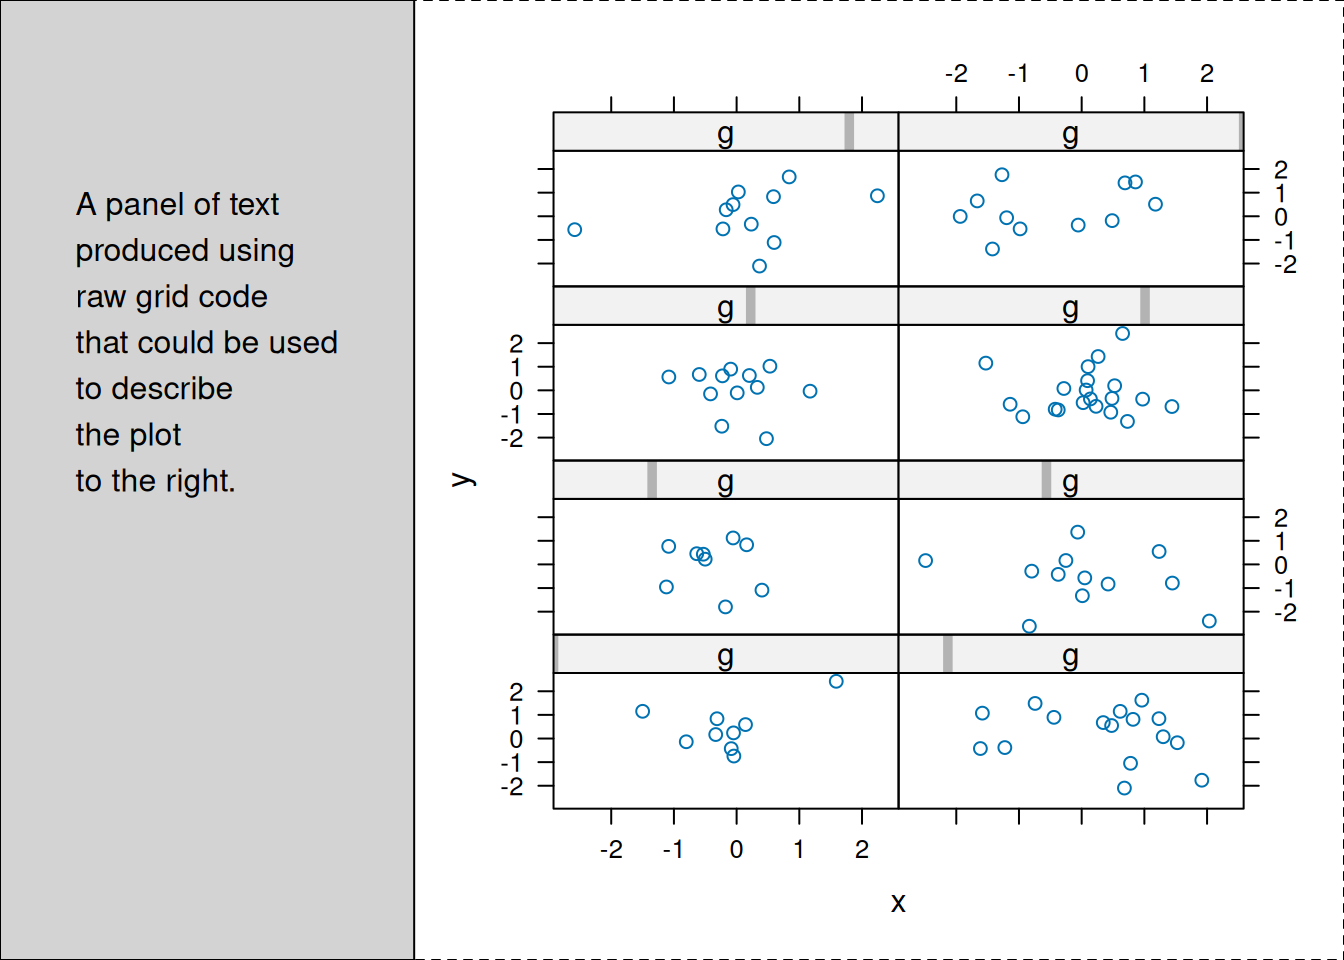 A panel of text
produced using
raw grid code
that could be used
to describe
the plot
to the right.
-2 -1 0 1 2
g g
2
1
0
-1
-2
g g
2
1
0
-1
-2
y
g g
2
1
0
-1
-2
g g
2
1
0
-1
-2
-2 -1 0 1 2
x